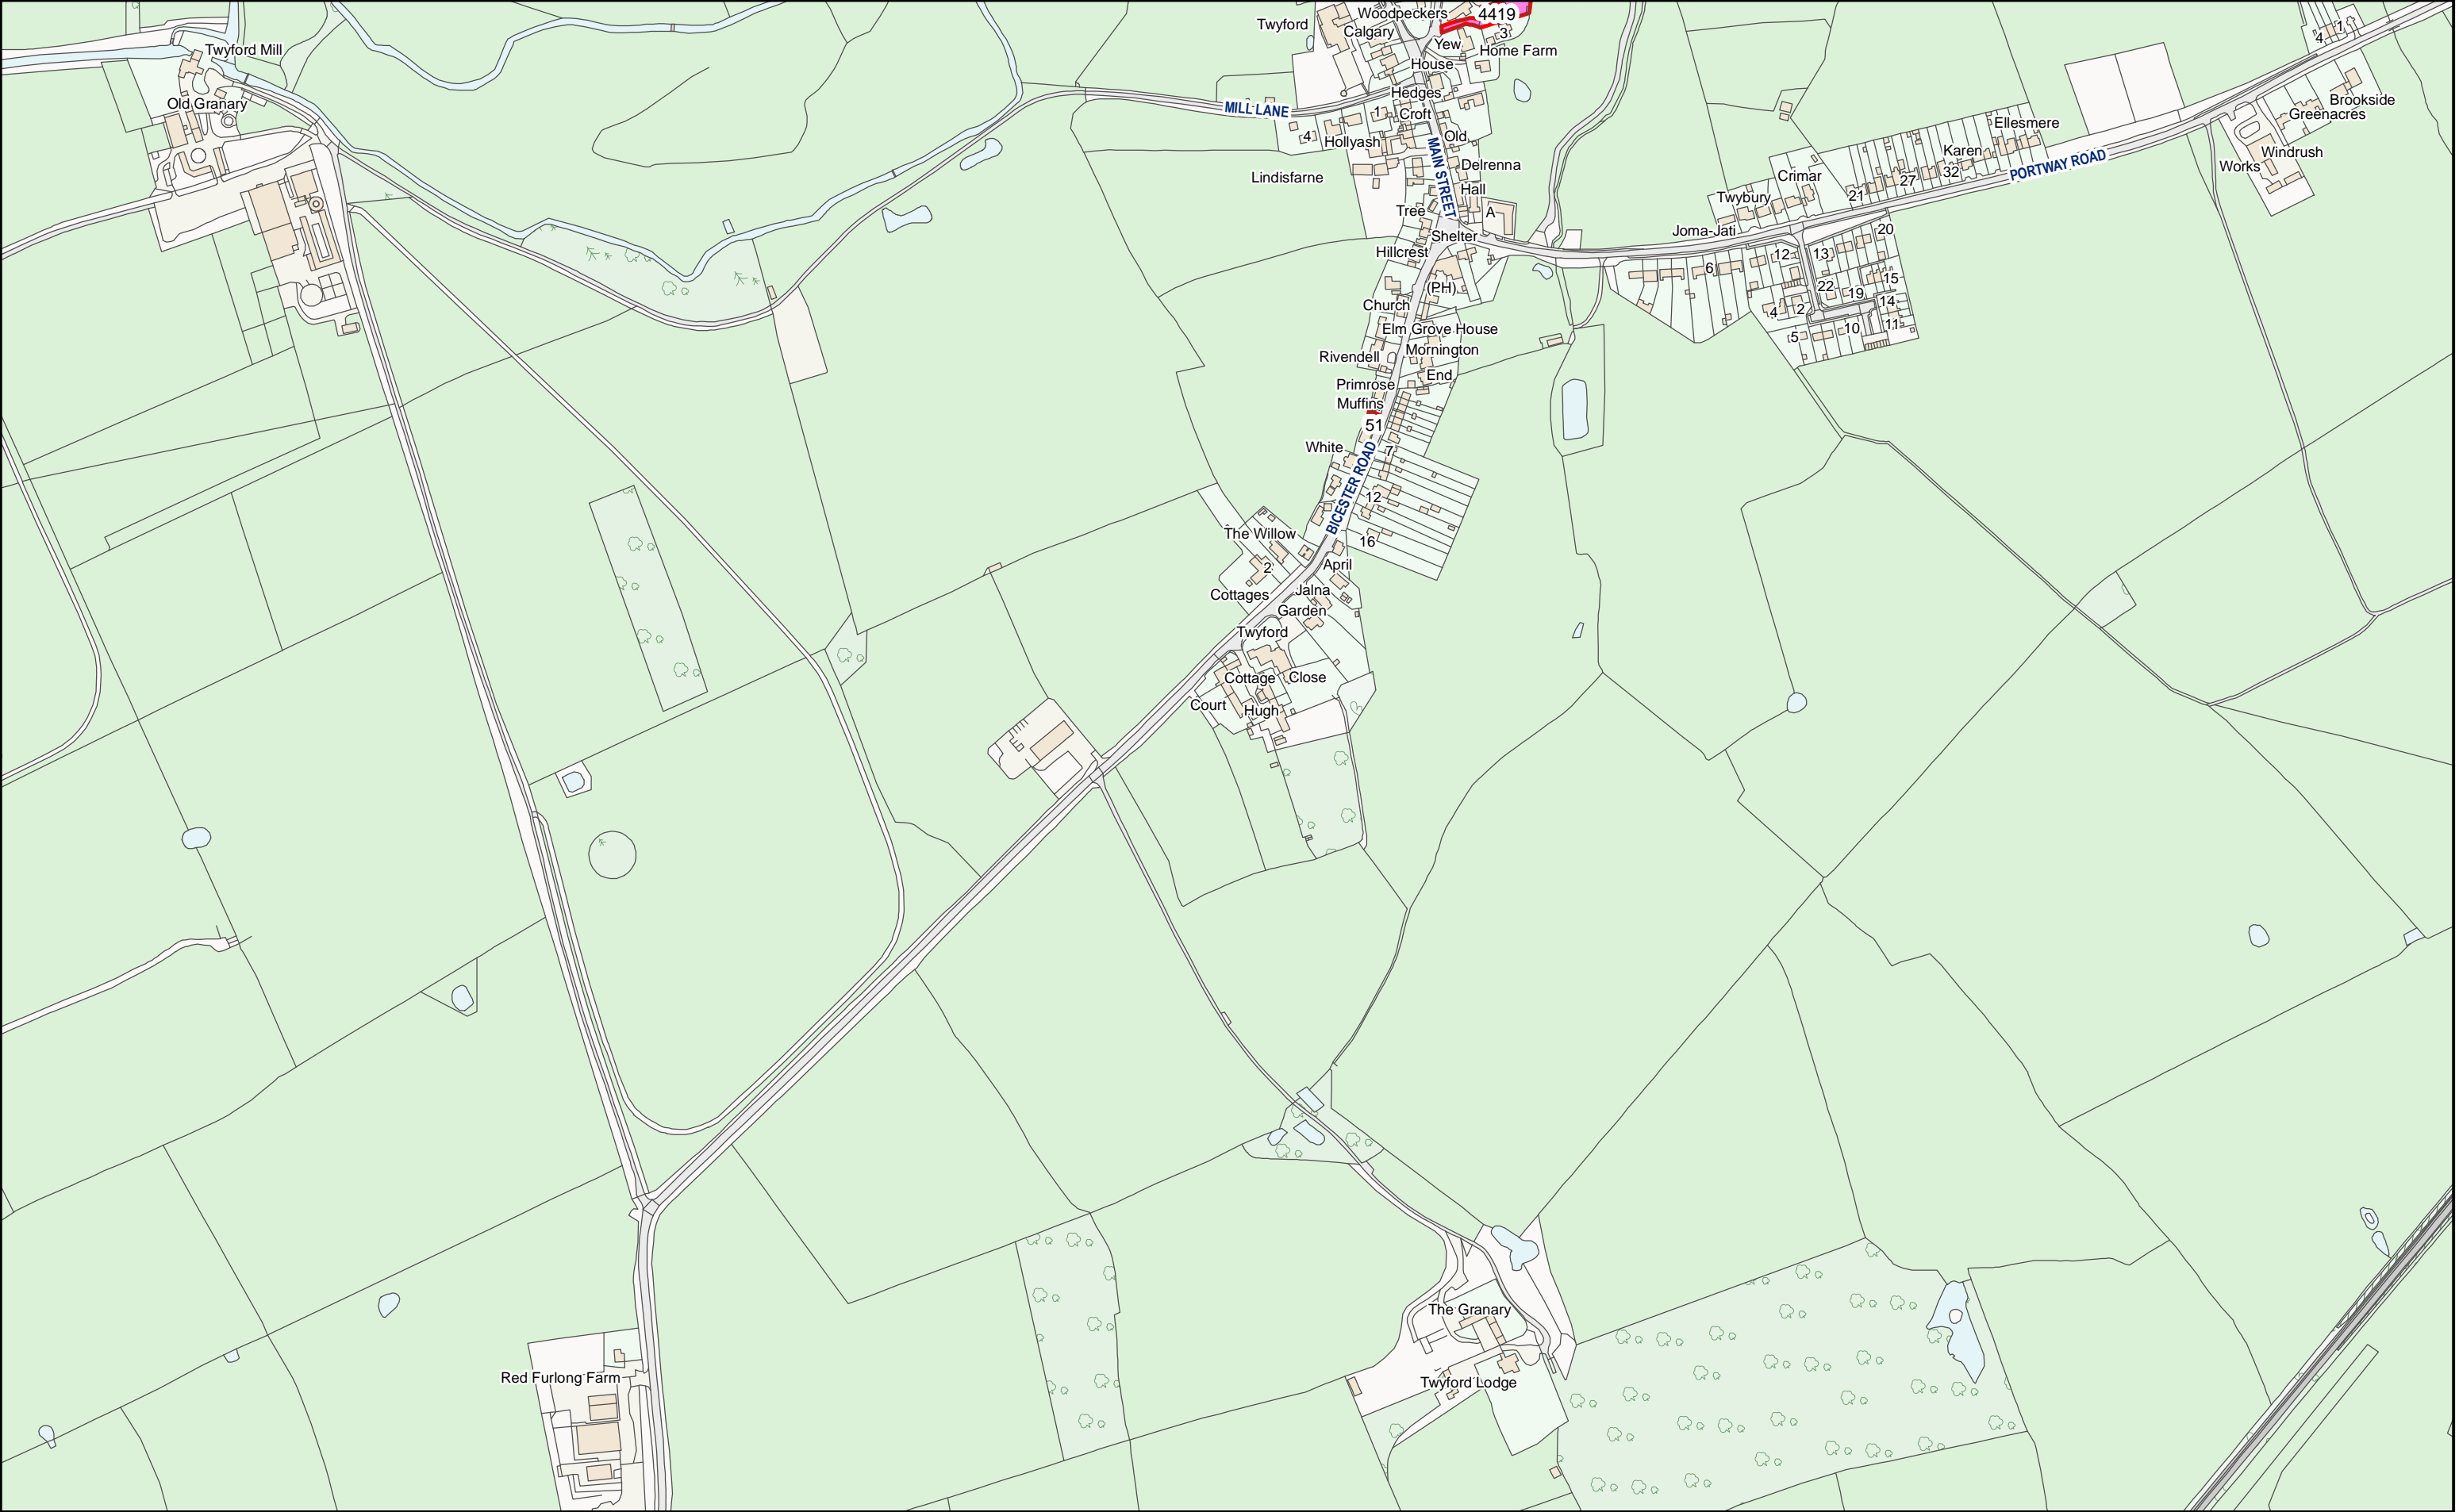 Woodpeckers
4419
Twyford
Calgary
3
1
4
Yew
Home Farm
Twyford Mill
House
Old Granary
Hedges
Brookside
MILL LANE
1
Croft
Greenacres
4
Hollyash
Old
Ellesmere
MAIN STREET
Karen
Windrush
Delrenna
PORTWAY ROAD
Works
Lindisfarne
Crimar
32
27
Hall
21
Twybury
Tree
A
Joma-Jati
20
Shelter
Hillcrest
12
13
6
15
(PH)
22
19
Church
14
4
2
Elm Grove House
10
11
5
Rivendell
Mornington
End
Primrose
Muffins
51
White
7
BICESTER ROAD
12
The Willow
16
2
April
Cottages
Jalna
Garden
Twyford
Cottage
Close
Court
Hugh
The Granary
Red Furlong Farm
Twyford Lodge